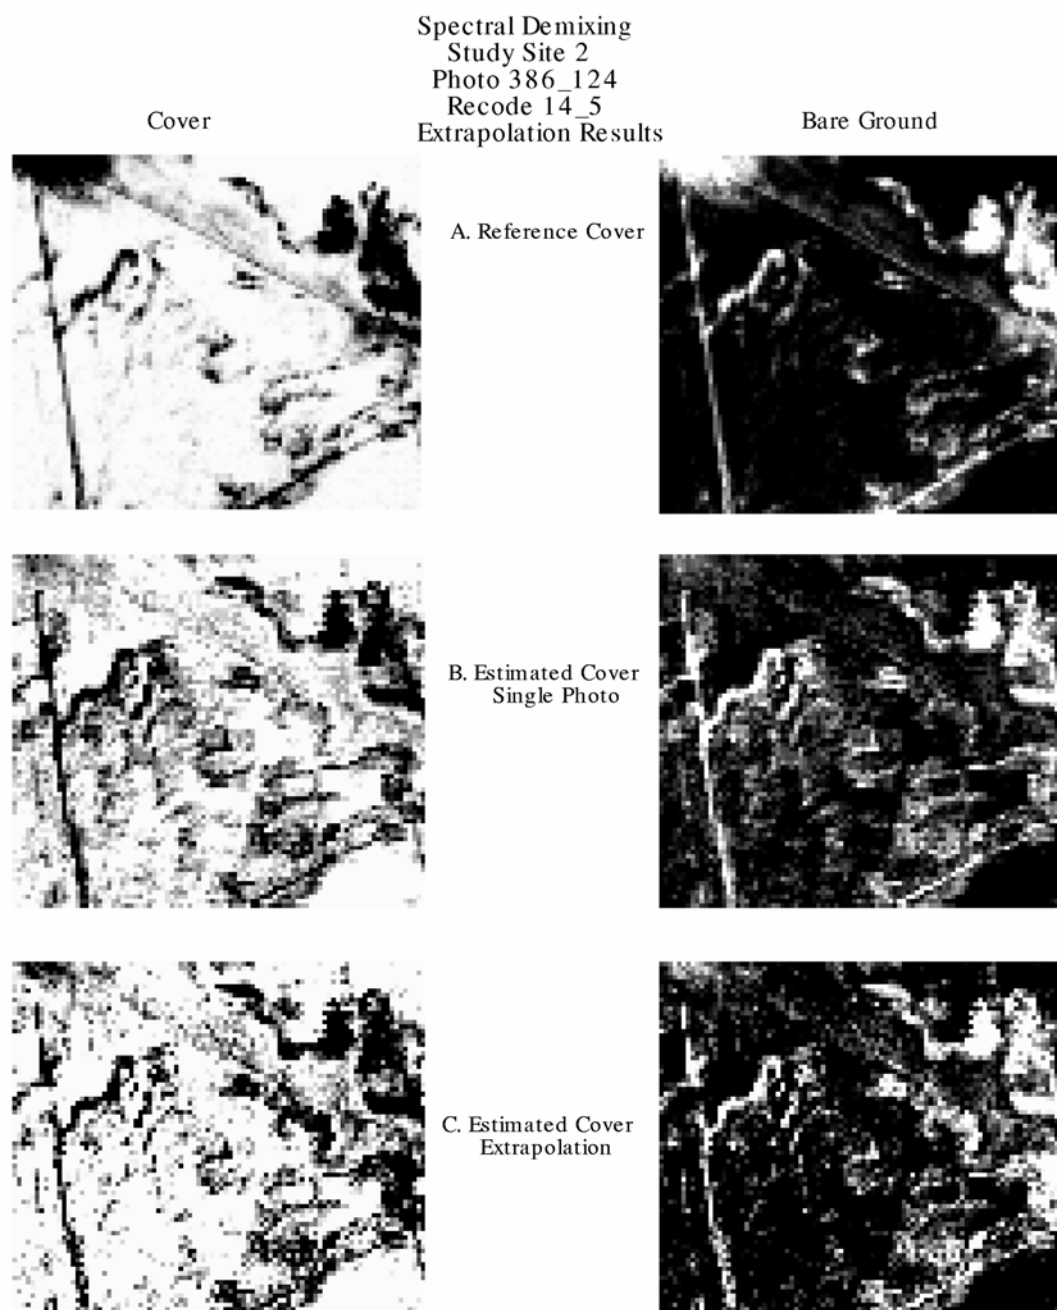 Spectral Demixing
Study Site 2
Photo 386_124
Recode 14_5
Extrapolation Results
Cover
Bare Ground
A. Reference Cover
B. Estimated Cover
Single Photo
C. Estimated Cover
Extrapolation